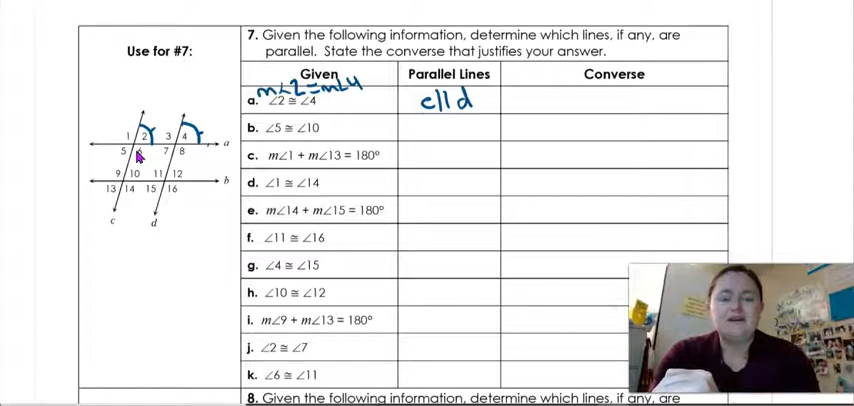 Use for #7:
1 2 3 4 a
5 6 7 8
9 10 11 12 b
13 14 15 16
c d
7. Given the following information, determine which lines, if any, are
parallel. State the converse that justifies your answer.
Given Parallel Lines Converse
m∠2 = m∠4
a. ∠2 ≅ ∠4 c || d
b. ∠5 ≅ ∠10
c. m∠1 + m∠13 = 180°
d. ∠1 ≅ ∠14
e. m∠14 + m∠15 = 180°
f. ∠11 ≅ ∠16
g. ∠4 ≅ ∠15
h. ∠10 ≅ ∠12
i. m∠9 + m∠13 = 180°
j. ∠2 ≅ ∠7
k. ∠6 ≅ ∠11
8. Given the following information, determine which lines, if any, are